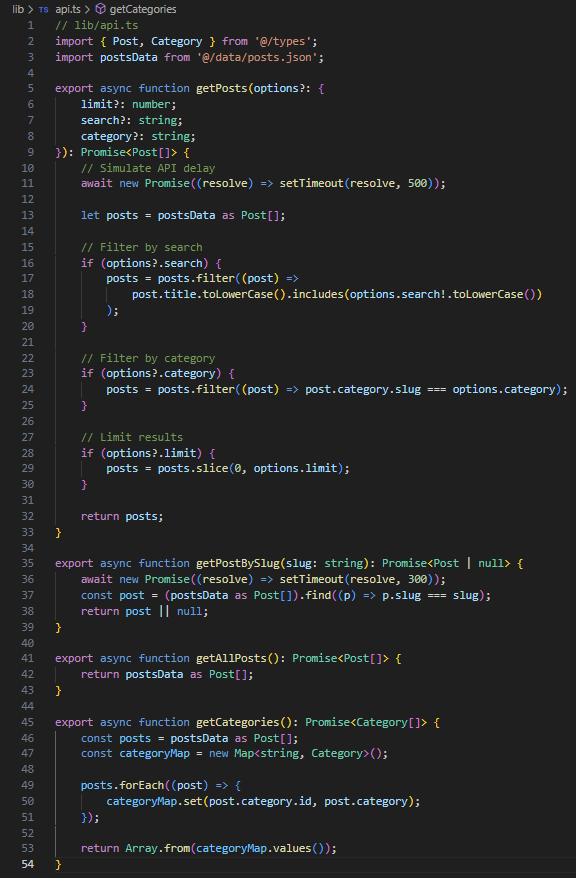 lib > TS api.ts > getCategories
1 // lib/api.ts
2 import { Post, Category } from '@/types';
3 import postsData from '@/data/posts.json';
4
5 export async function getPosts(options?: {
6     limit?: number;
7     search?: string;
8     category?: string;
9 }): Promise<Post[]> {
10     // Simulate API delay
11     await new Promise((resolve) => setTimeout(resolve, 500));
12
13     let posts = postsData as Post[];
14
15     // Filter by search
16     if (options?.search) {
17         posts = posts.filter((post) =>
18             post.title.toLowerCase().includes(options.search!.toLowerCase())
19         );
20     }
21
22     // Filter by category
23     if (options?.category) {
24         posts = posts.filter((post) => post.category.slug === options.category);
25     }
26
27     // Limit results
28     if (options?.limit) {
29         posts = posts.slice(0, options.limit);
30     }
31
32     return posts;
33 }
34
35 export async function getPostBySlug(slug: string): Promise<Post | null> {
36     await new Promise((resolve) => setTimeout(resolve, 300));
37     const post = (postsData as Post[]).find((p) => p.slug === slug);
38     return post || null;
39 }
40
41 export async function getAllPosts(): Promise<Post[]> {
42     return postsData as Post[];
43 }
44
45 export async function getCategories(): Promise<Category[]> {
46     const posts = postsData as Post[];
47     const categoryMap = new Map<string, Category>();
48
49     posts.forEach((post) => {
50         categoryMap.set(post.category.id, post.category);
51     });
52
53     return Array.from(categoryMap.values());
54 }